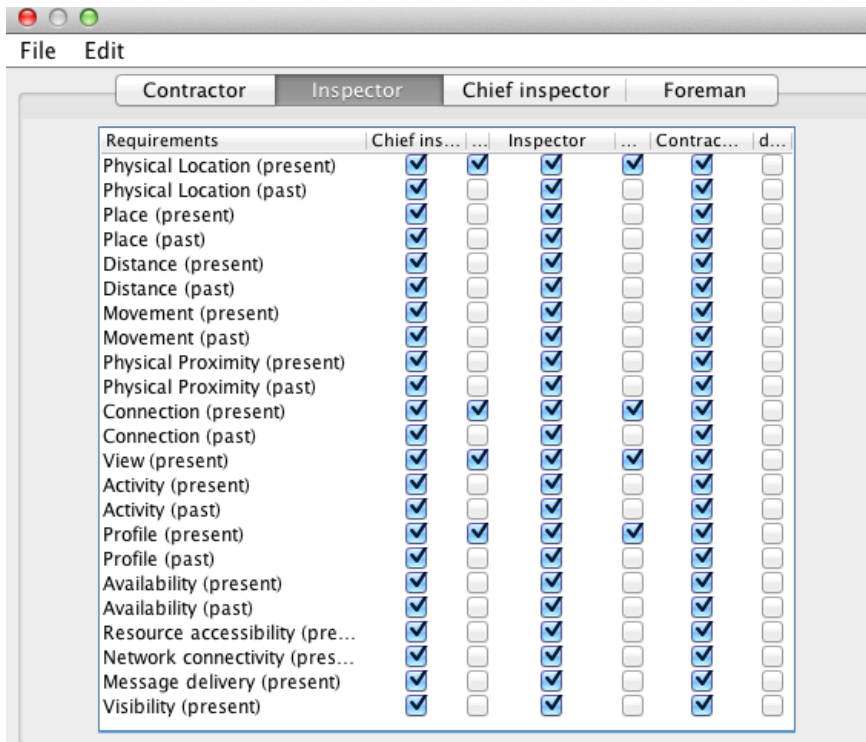 File Edit
Contractor Inspector Chief inspector Foreman
Requirements Chief ins... ... Inspector ... Contrac... d...
Physical Location (present)
Physical Location (past)
Place (present)
Place (past)
Distance (present)
Distance (past)
Movement (present)
Movement (past)
Physical Proximity (present)
Physical Proximity (past)
Connection (present)
Connection (past)
View (present)
Activity (present)
Activity (past)
Profile (present)
Profile (past)
Availability (present)
Availability (past)
Resource accessibility (pre...
Network connectivity (pres...
Message delivery (present)
Visibility (present)